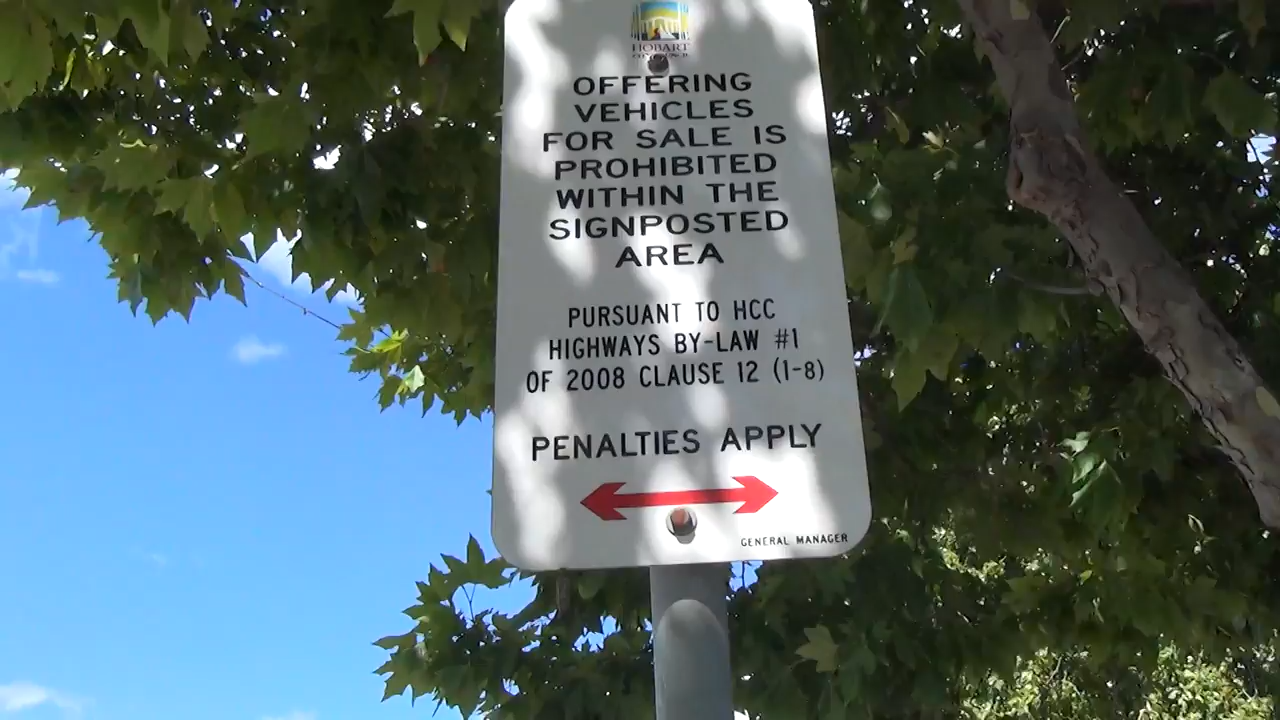 HOBART
OFFERING
VEHICLES
FOR SALE IS
PROHIBITED
WITHIN THE
SIGNPOSTED
AREA
PURSUANT TO HCC
HIGHWAYS BY-LAW #1
OF 2008 CLAUSE 12 (1-8)
PENALTIES APPLY
GENERAL MANAGER